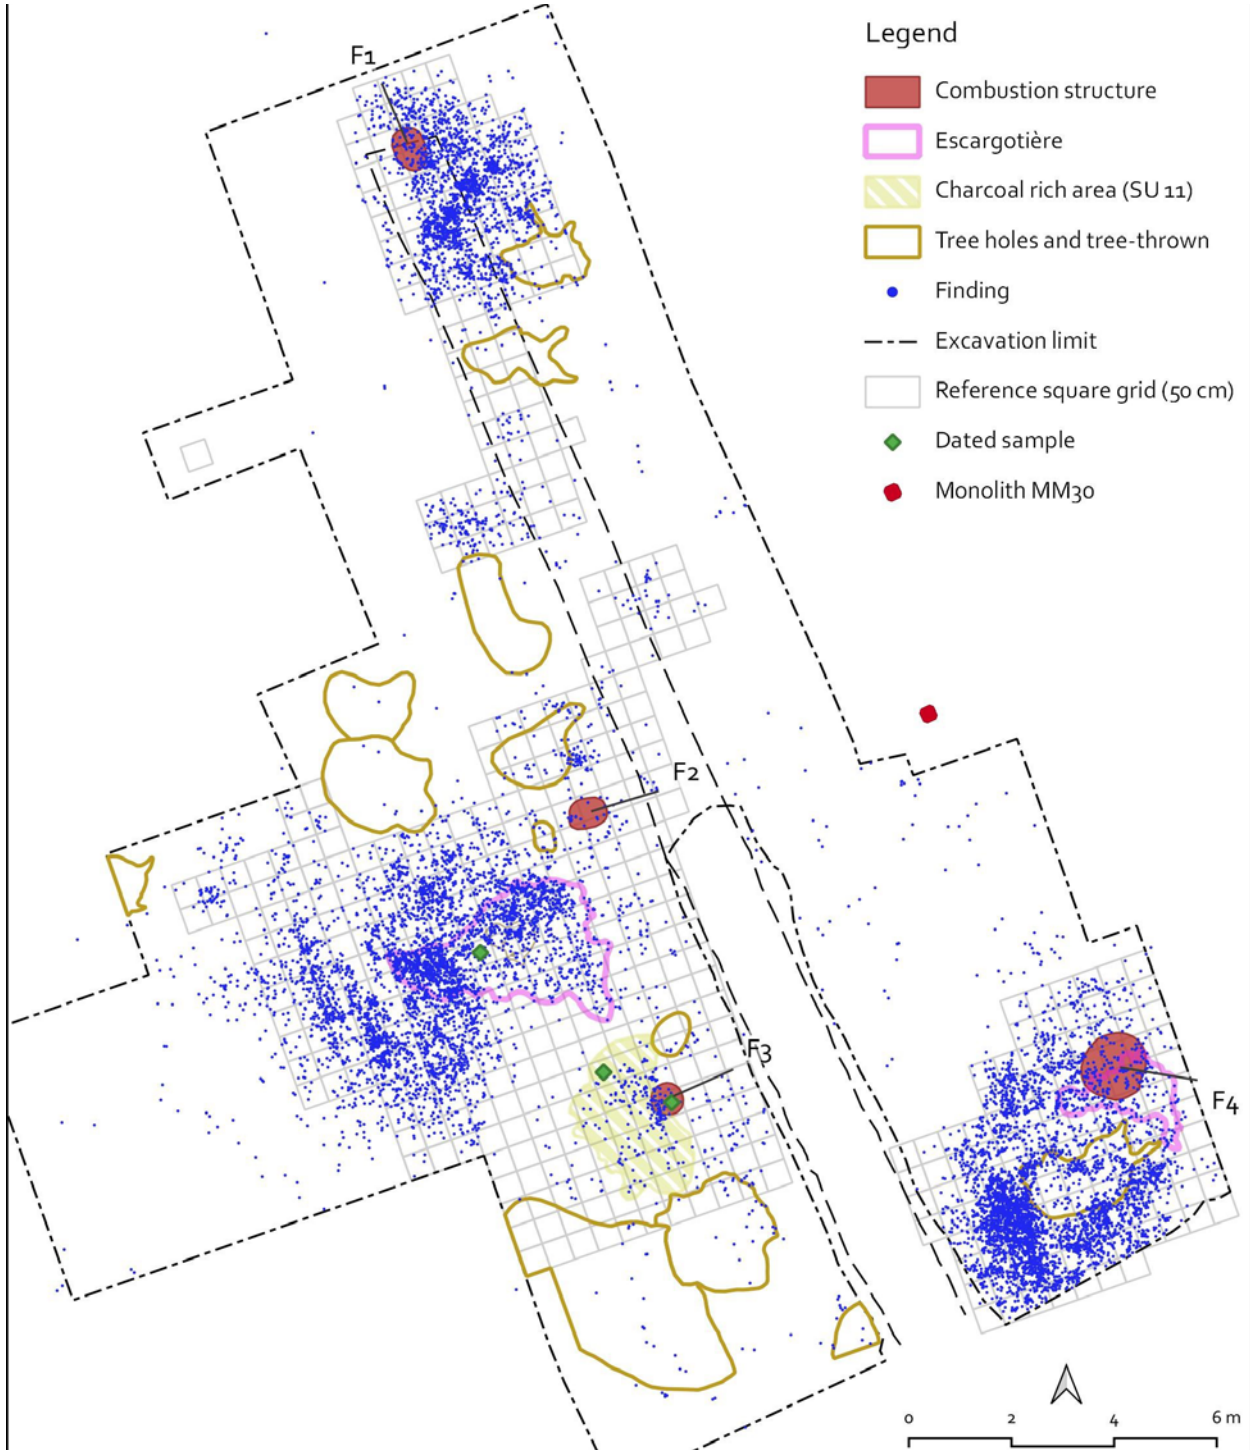 F1
Legend
Combustion structure
Escargotière
Charcoal rich area (SU 11)
Tree holes and tree-thrown
Finding
Excavation limit
Reference square grid (50 cm)
Dated sample
Monolith MM30
F2
F3
F4
0 2 4 6 m